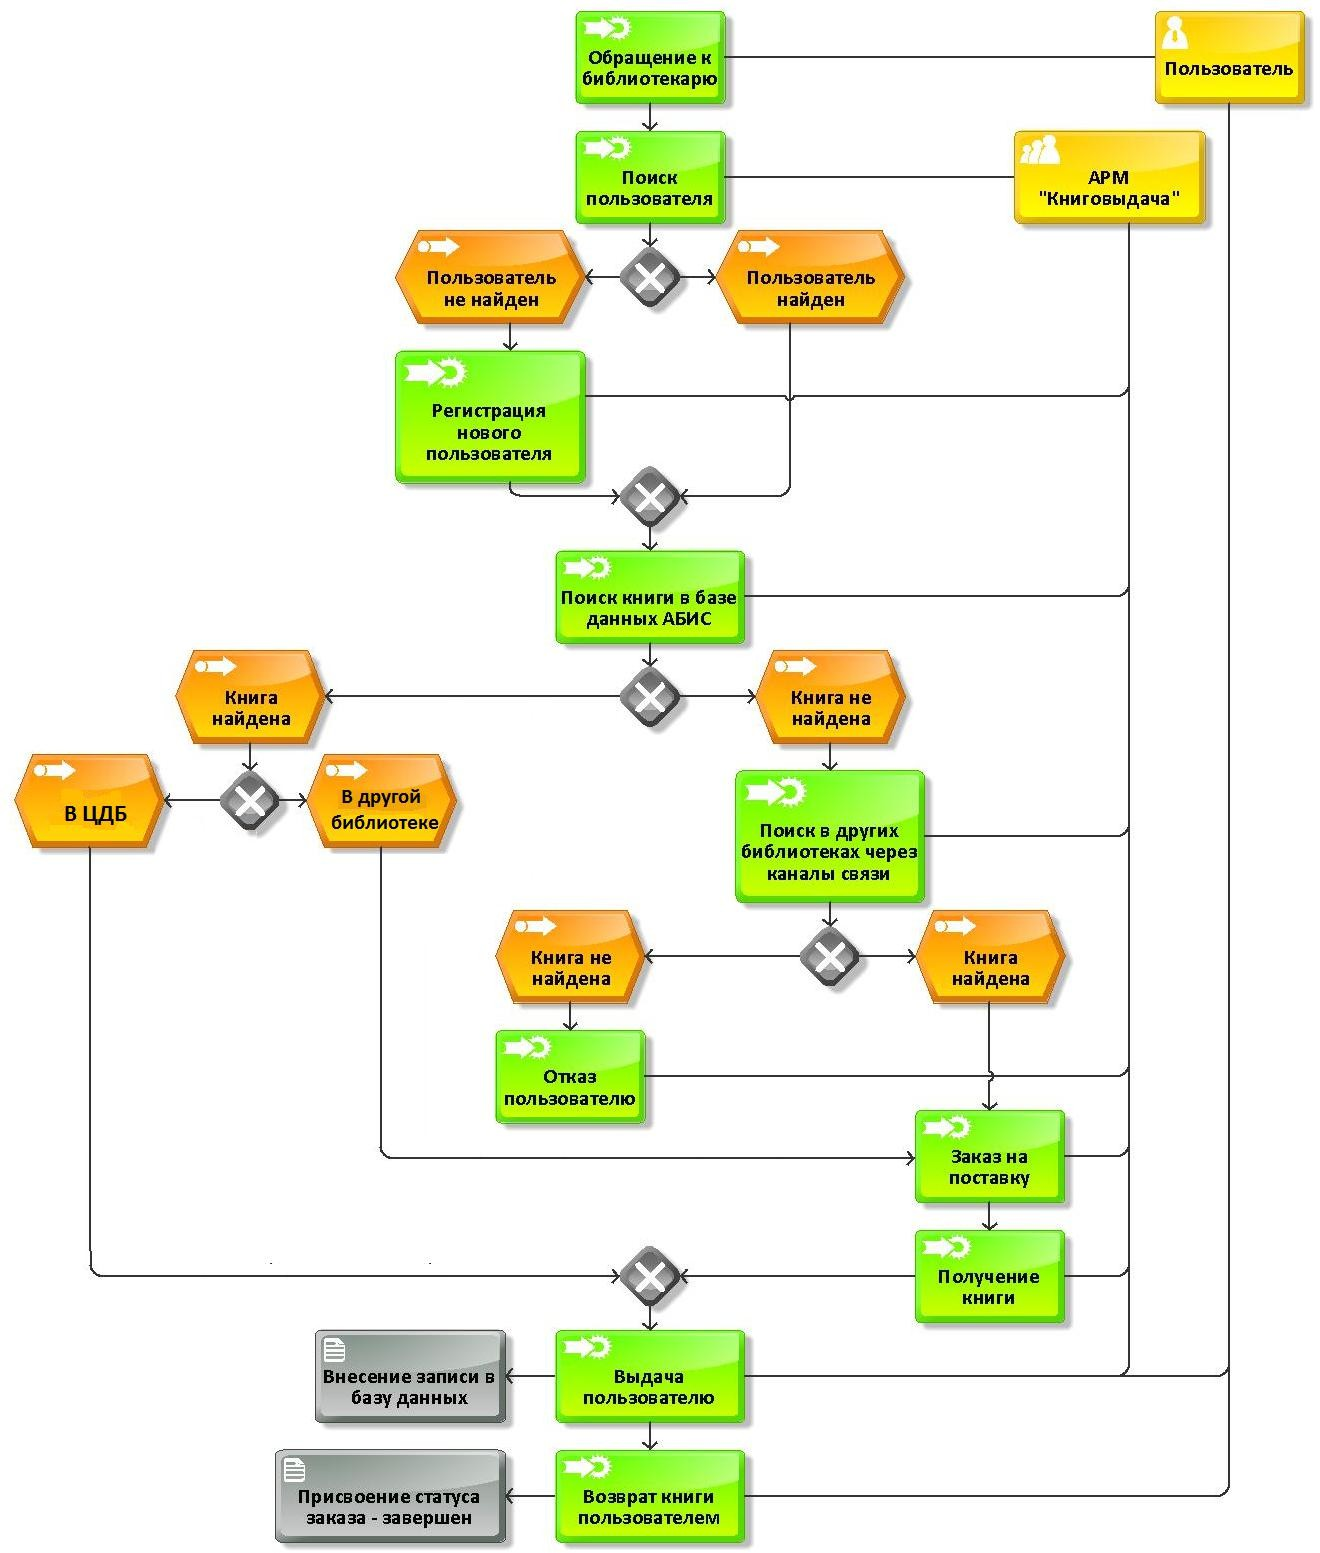 Обращение к
библиотекарю
Пользователь
Поиск
пользователя
АРМ
"Книговыдача"
Пользователь
не найден
Пользователь
найден
Регистрация
нового
пользователя
Поиск книги в базе
данных АБИС
Книга
найдена
Книга не
найдена
В ЦДБ
В другой
библиотеке
Поиск в других
библиотеках через
каналы связи
Книга не
найдена
Книга
найдена
Отказ
пользователю
Заказ на
поставку
Получение
книги
Внесение записи в
базу данных
Выдача
пользователю
Присвоение статуса
заказа - завершен
Возврат книги
пользователем